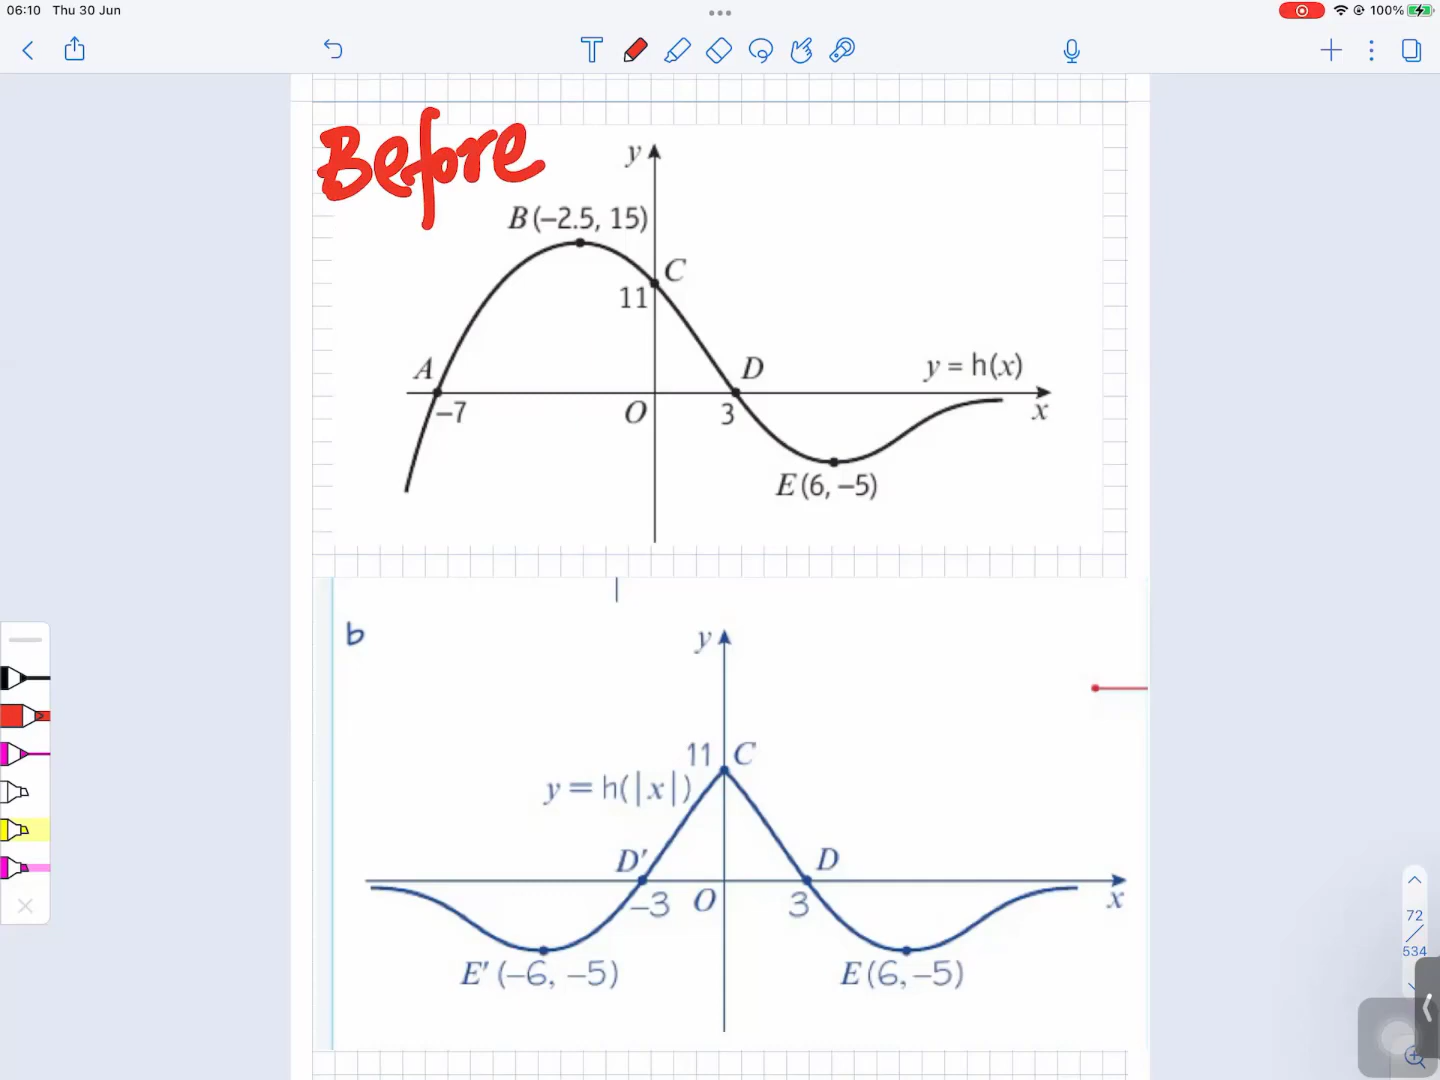 06:10 Thu 30 Jun
100%
T
Before
y
B(−2.5, 15)
C
11
A
D
y = h(x)
−7
O
3
x
E(6, −5)
b
y
11 C
y = h(|x|)
D′
D
−3
O
3
x
E′(−6, −5)
E(6, −5)
72
534